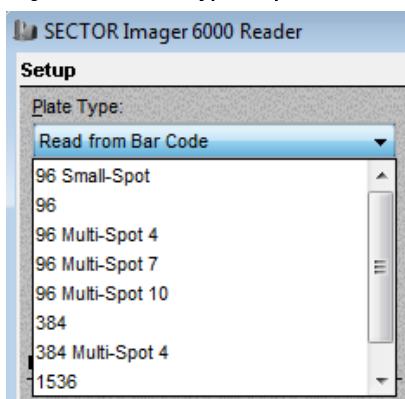 SECTOR Imager 6000 Reader
Setup
Plate Type:
Read from Bar Code
96 Small-Spot
96
96 Multi-Spot 4
96 Multi-Spot 7
96 Multi-Spot 10
384
384 Multi-Spot 4
1536